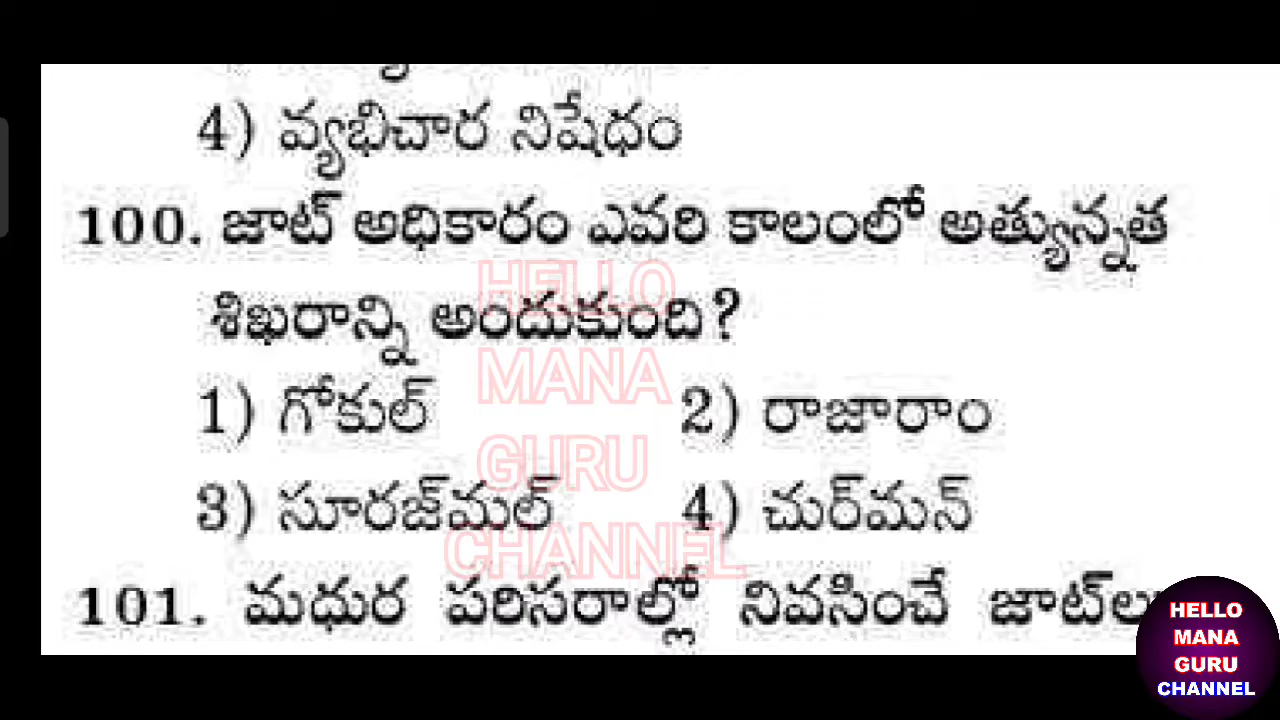 4) వ్యభిచార నిషేధం
100. జాట్ అధికారం ఎవరి కాలంలో అత్యున్నత
శిఖరాన్ని అందుకుంది?
1) గోకుల్ 2) రాజారాం
3) సూరజ్‌మల్ 4) చుర్‌మన్
101. మధుర పరిసరాల్లో నివసించే
HELLO
MANA
GURU
CHANNEL
HELLO
MANA
GURU
CHANNEL